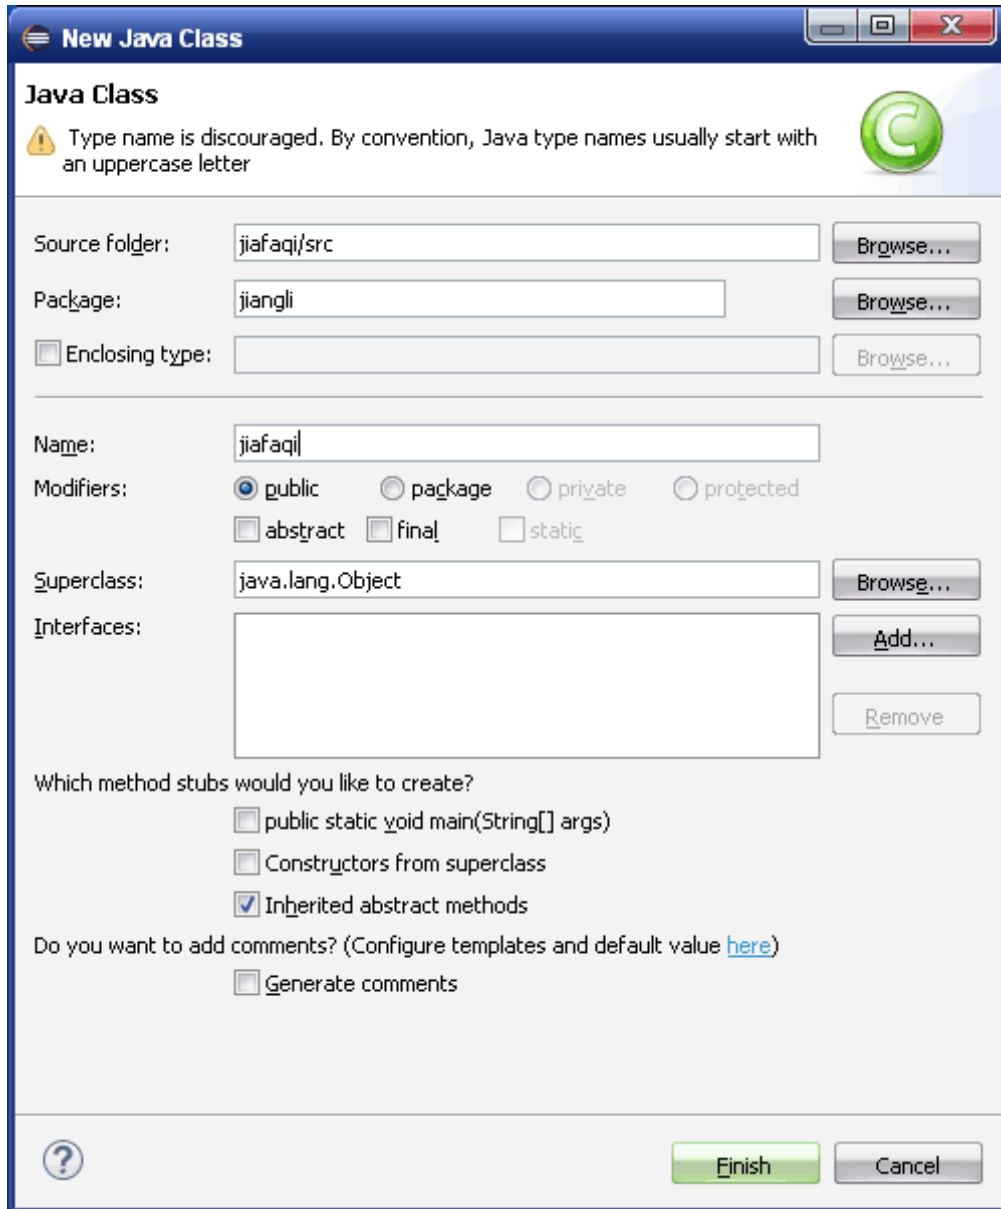 New Java Class
Java Class
Type name is discouraged. By convention, Java type names usually start with
an uppercase letter
Source folder: jiafaqi/src Browse...
Package: jiangli Browse...
Enclosing type: Browse...
Name: jiafaqi
Modifiers: public package private protected
abstract final static
Superclass: java.lang.Object Browse...
Interfaces: Add...
Remove
Which method stubs would you like to create?
public static void main(String[] args)
Constructors from superclass
Inherited abstract methods
Do you want to add comments? (Configure templates and default value here)
Generate comments
? Finish Cancel